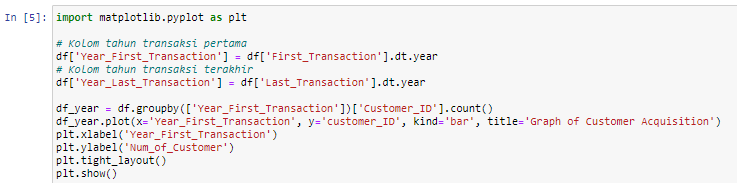 In [5]: import matplotlib.pyplot as plt
# Kolom tahun transaksi pertama
df['Year_First_Transaction'] = df['First_Transaction'].dt.year
# Kolom tahun transaksi terakhir
df['Year_Last_Transaction'] = df['Last_Transaction'].dt.year
df_year = df.groupby(['Year_First_Transaction'])['Customer_ID'].count()
df_year.plot(x='Year_First_Transaction', y='customer_ID', kind='bar', title='Graph of Customer Acquisition')
plt.xlabel('Year_First_Transaction')
plt.ylabel('Num_of_Customer')
plt.tight_layout()
plt.show()